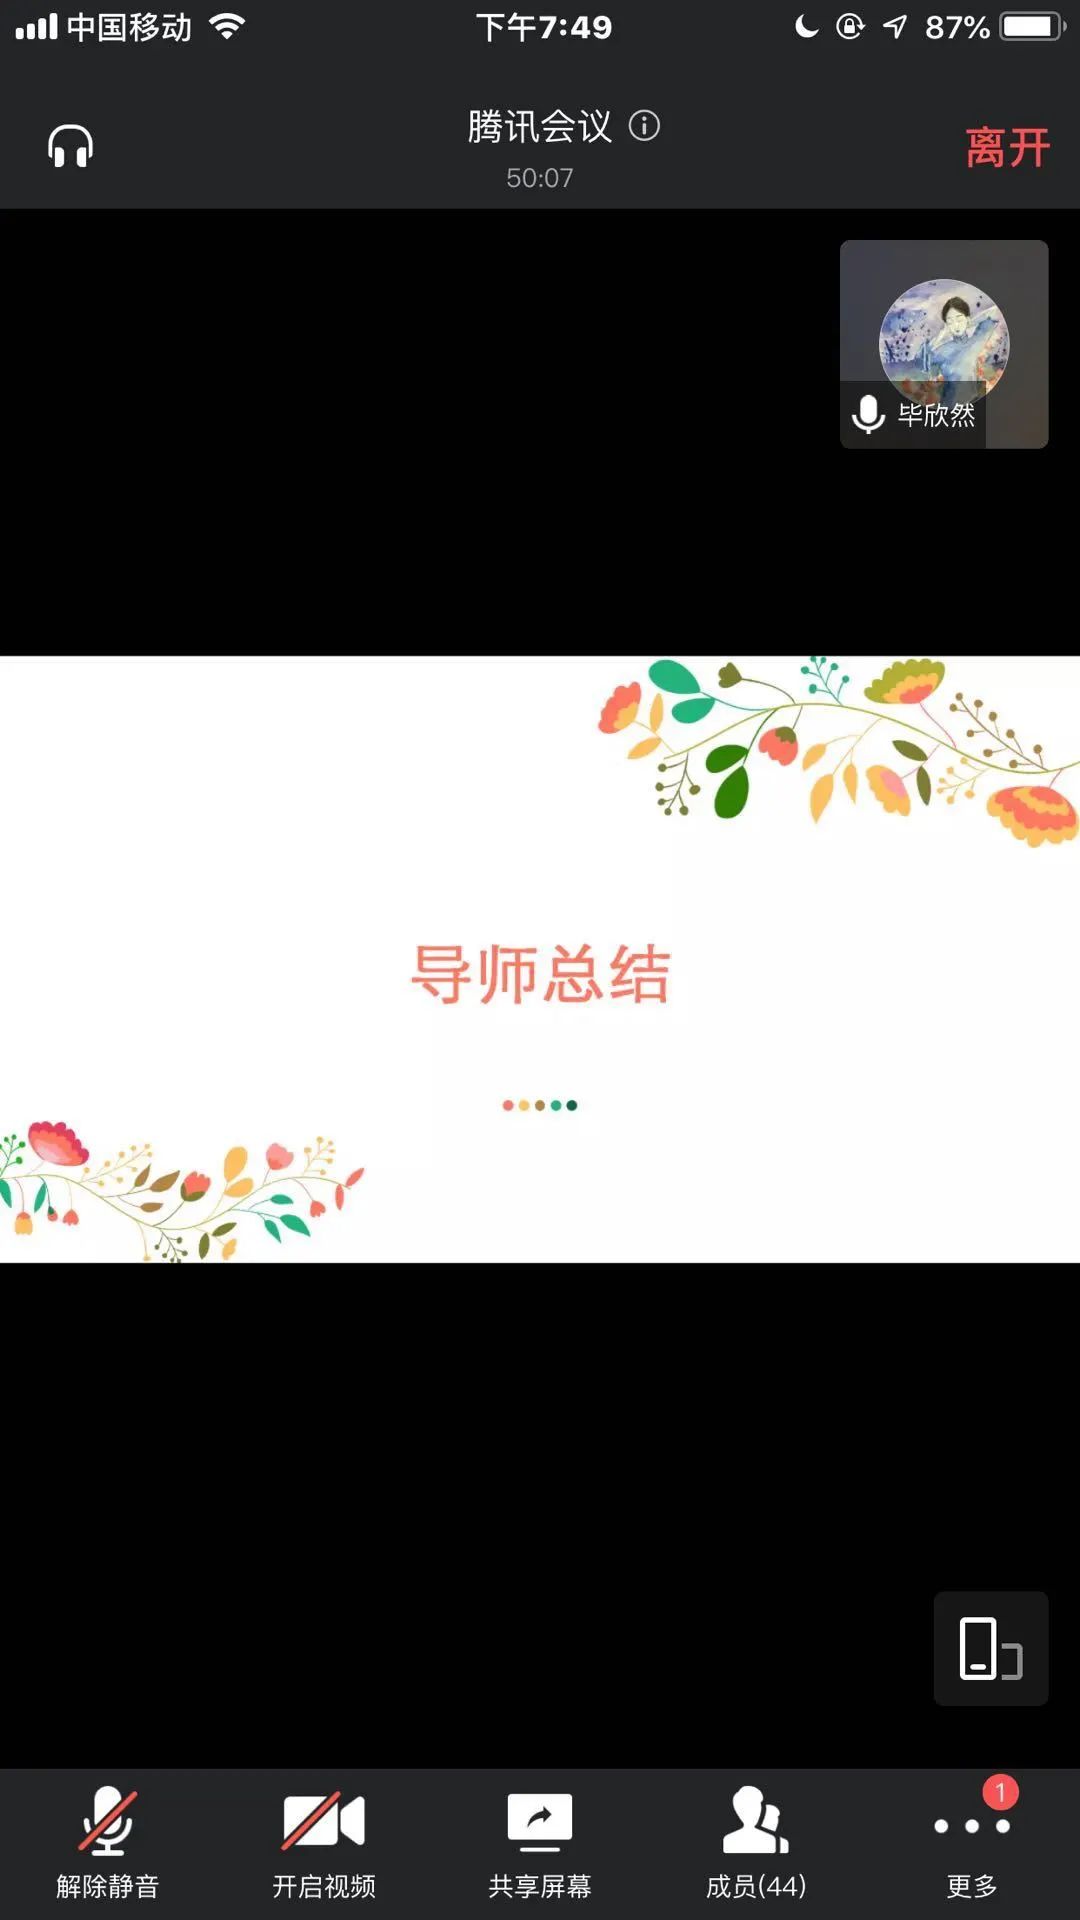 中国移动
下午7:49
87%
腾讯会议
50:07
离开
毕欣然
导师总结
1
解除静音
开启视频
共享屏幕
成员(44)
更多